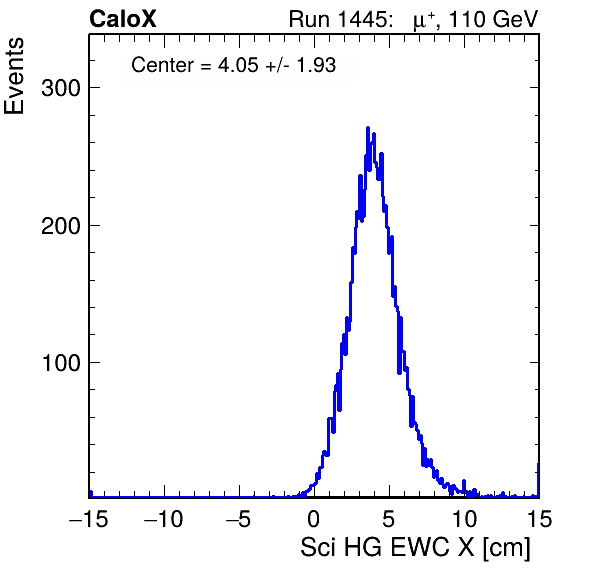 CaloX Run 1445: μ⁺, 110 GeV
Center = 4.05 +/- 1.93
Events
300
200
100
−15 −10 −5 0 5 10 15
Sci HG EWC X [cm]